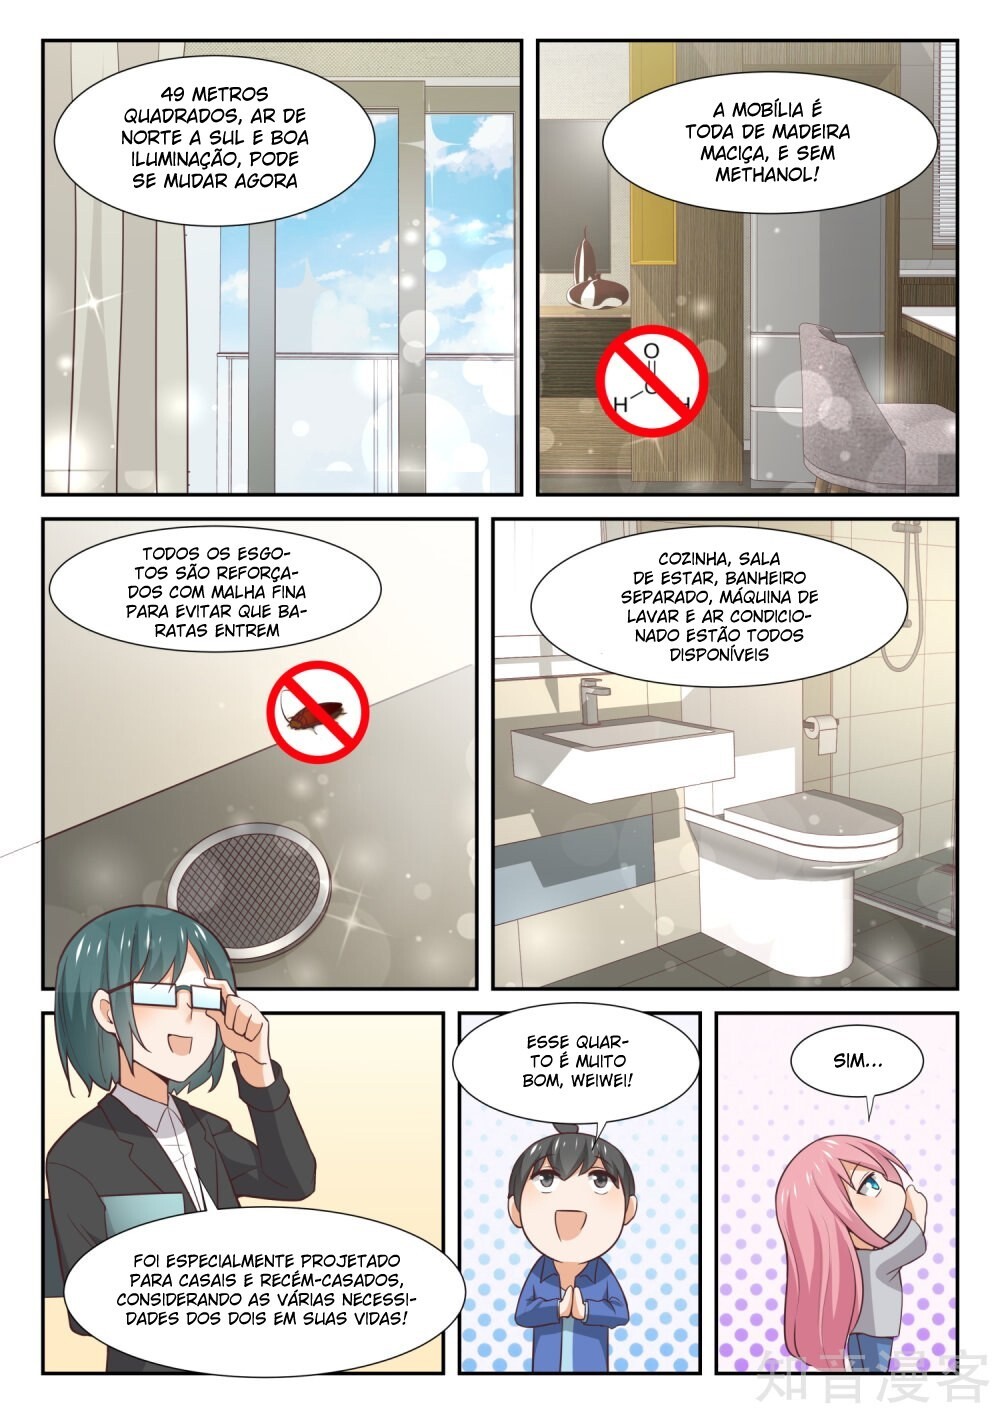 49 METROS
QUADRADOS, AR DE
NORTE A SUL E BOA
ILUMINAÇÃO, PODE
SE MUDAR AGORA
A MOBÍLIA É
TODA DE MADEIRA
MACIÇA, E SEM
METHANOL!
O
H C H
TODOS OS ESGO-
TOS SÃO REFORÇA-
DOS COM MALHA FINA
PARA EVITAR QUE BA-
RATAS ENTREM
COZINHA, SALA
DE ESTAR, BANHEIRO
SEPARADO, MÁQUINA DE
LAVAR E AR CONDICIO-
NADO ESTÃO TODOS
DISPONÍVEIS
FOI ESPECIALMENTE PROJETADO
PARA CASAIS E RECÉM-CASADOS,
CONSIDERANDO AS VÁRIAS NECESSI-
DADES DOS DOIS EM SUAS VIDAS!
ESSE QUAR-
TO É MUITO
BOM, WEIWEI!
SIM...
知音漫客